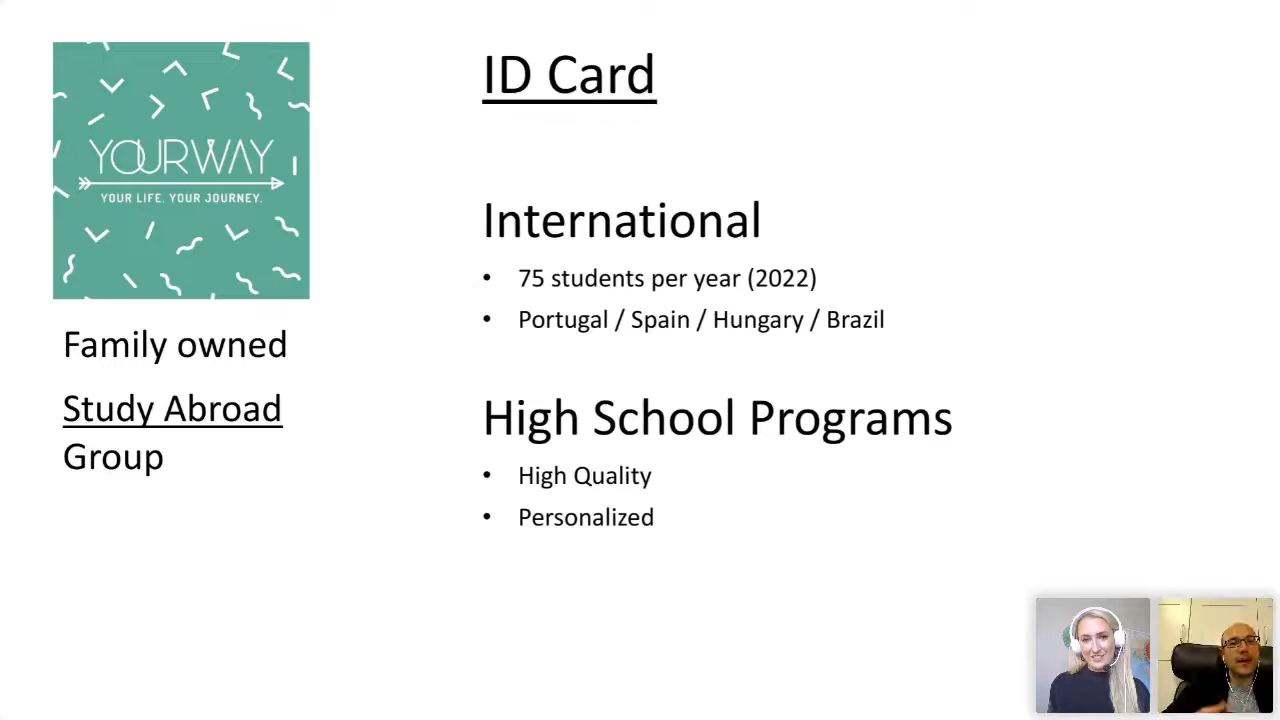 YOURWAY
YOUR LIFE. YOUR JOURNEY.
Family owned
Study Abroad
Group
ID Card
International
• 75 students per year (2022)
• Portugal / Spain / Hungary / Brazil
High School Programs
• High Quality
• Personalized